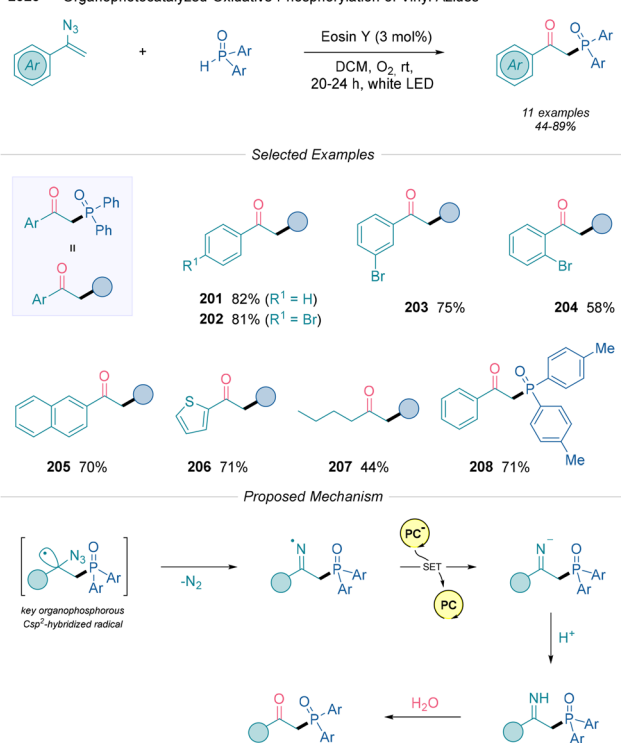 2020 Organophotocatalyzed Oxidative Phosphorylation of Vinyl Azides
N3
Ar
+
O
H P Ar
Ar
Eosin Y (3 mol%)
DCM, O2, rt,
20-24 h, white LED
O O
Ar P Ar
Ar
11 examples
44-89%
Selected Examples
O O
Ar P Ph
Ph
=
O
Ar
O
R1
201 82% (R1 = H)
202 81% (R1 = Br)
O
Br
203 75%
O
Br
204 58%
O
205 70%
O
S
206 71%
O
207 44%
O O
P
Me
Me
208 71%
Proposed Mechanism
N3 O
P Ar
Ar
key organophosphorous
Csp2-hybridized radical
-N2
N• O
P Ar
Ar
PC-
SET
PC
N- O
P Ar
Ar
H+
NH O
P Ar
Ar
H2O
O O
P Ar
Ar